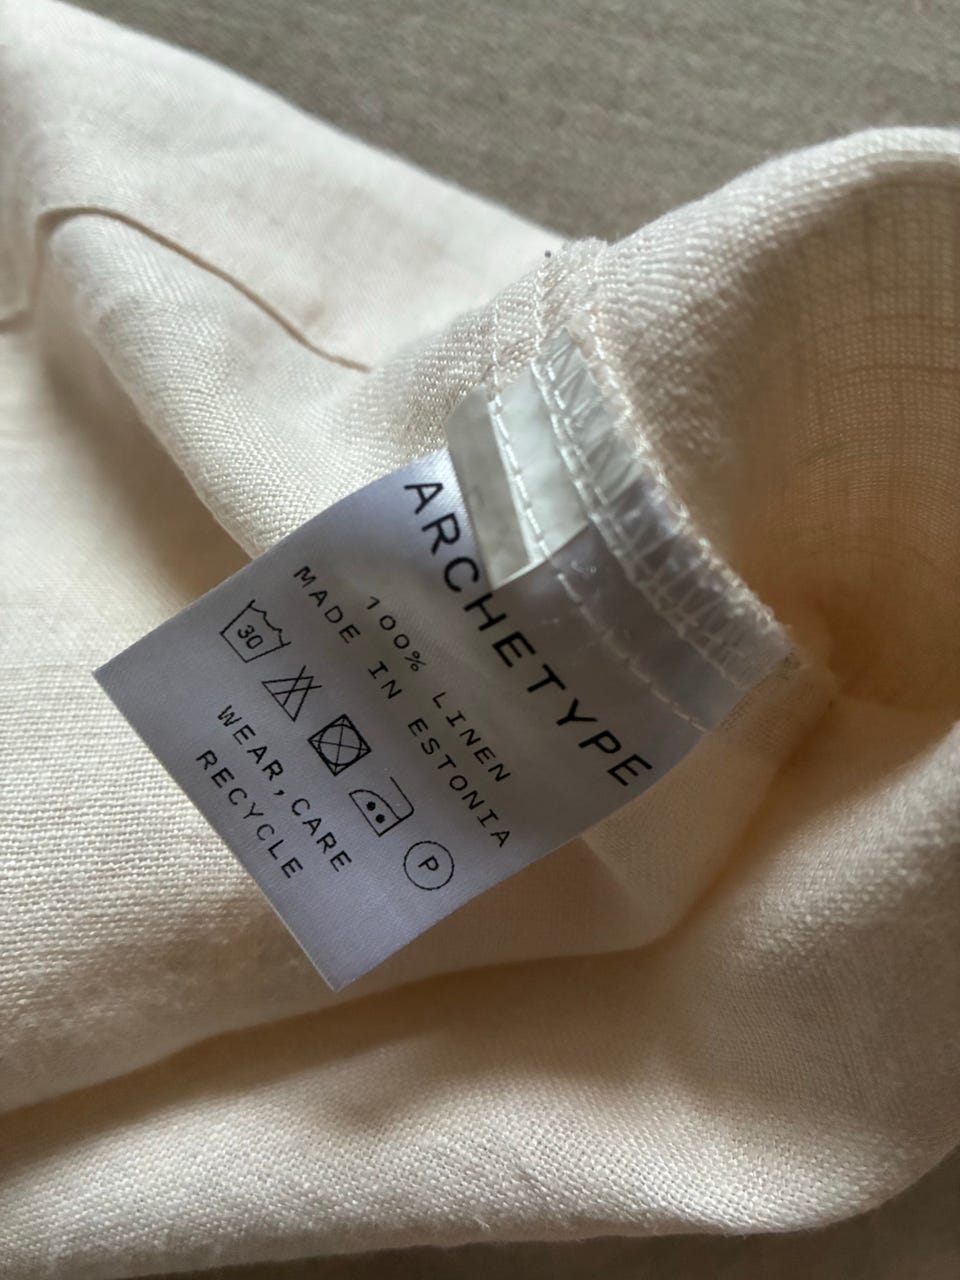 ARCHETYPE
100% LINEN
MADE IN ESTONIA
30
P
WEAR, CARE
RECYCLE